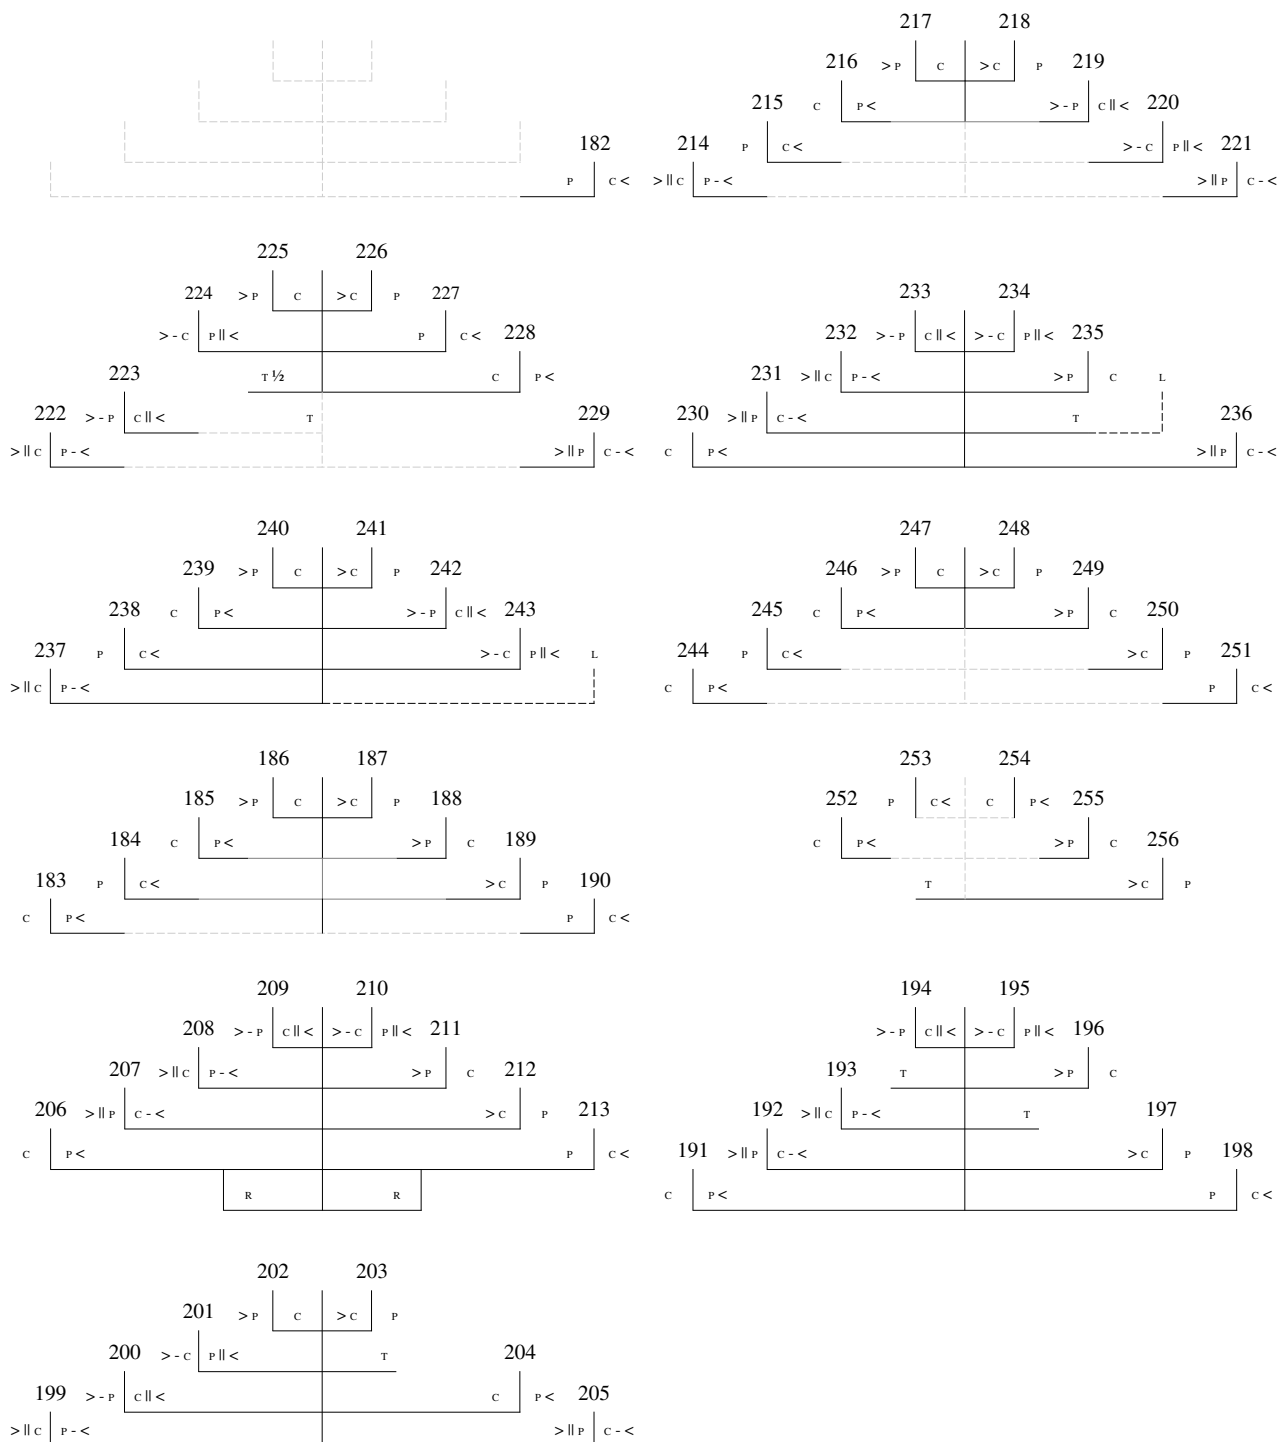 217 218
216 > P C > C P 219
215 C P < > - P C || < 220
182 214 P C < > - C P || < 221
P C < > || C P - < > || P C - <
225 226
224 > P C > C P 227
> - C P || < P C < 228
223 T ½ C P <
222 > - P C || < T 229
> || C P - < > || P C - <
233 234
232 > - P C || < > - C P || < 235
231 > || C P - < > P C L
230 > || P C - < T 236
C P < > || P C - <
240 241
239 > P C > C P 242
238 C P < > - P C || < 243
237 P C < > - C P || < L
> || C P - <
247 248
246 > P C > C P 249
245 C P < > P C 250
244 P C < > C P 251
C P < P C <
186 187
185 > P C > C P 188
184 C P < > P C 189
183 P C < > C P 190
C P < P C <
253 254
252 P C < C P < 255
C P < > P C 256
T > C P
209 210
208 > - P C || < > - C P || < 211
207 > || C P - < > P C 212
206 > || P C - < > C P 213
C P < P C <
R R
194 195
> - P C || < > - C P || < 196
193 T > P C
192 > || C P - < T 197
191 > || P C - < > C P 198
C P < P C <
202 203
201 > P C > C P
200 > - C P || < T 204
199 > - P C || < C P < 205
> || C P - < > || P C - <